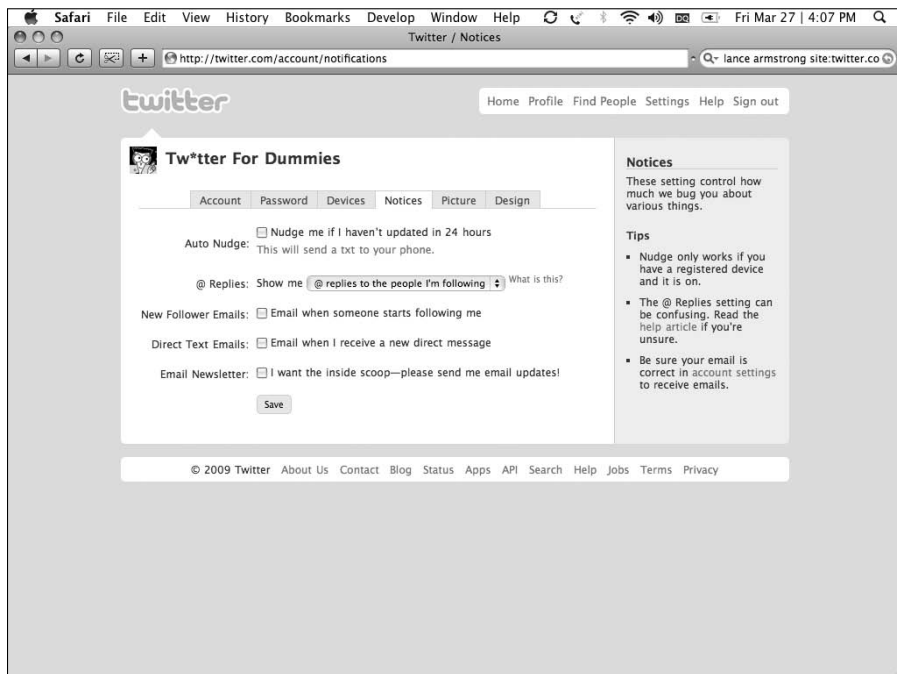 Safari File Edit View History Bookmarks Develop Window Help DQ Fri Mar 27 | 4:07 PM
Twitter / Notices
http://twitter.com/account/notifications lance armstrong site:twitter.co
twitter
Home Profile Find People Settings Help Sign out
Tw*tter For Dummies
Account Password Devices Notices Picture Design
Auto Nudge: Nudge me if I haven't updated in 24 hours
This will send a txt to your phone.
@ Replies: Show me @ replies to the people I'm following What is this?
New Follower Emails: Email when someone starts following me
Direct Text Emails: Email when I receive a new direct message
Email Newsletter: I want the inside scoop—please send me email updates!
Save
Notices
These setting control how
much we bug you about
various things.
Tips
Nudge only works if you
have a registered device
and it is on.
The @ Replies setting can
be confusing. Read the
help article if you're
unsure.
Be sure your email is
correct in account settings
to receive emails.
© 2009 Twitter About Us Contact Blog Status Apps API Search Help Jobs Terms Privacy